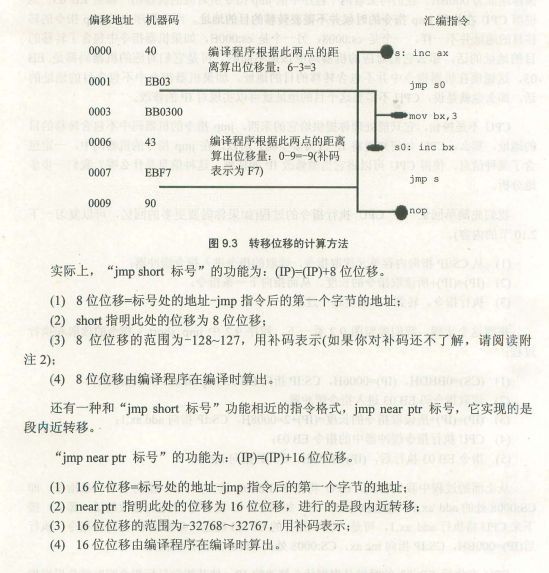 偏移地址 机器码 汇编指令
0000 40 s: inc ax
编译程序根据此两点的距
离算出位移量：6-3=3
0001 EB03 jmp s0
0003 BB0300 mov bx,3
0006 43 s0: inc bx
编译程序根据此两点的距离
算出位移量：0-9=-9(补码
表示为 F7)
0007 EBF7 jmp s
0009 90 nop
图 9.3 转移位移的计算方法
实际上，“jmp short 标号”的功能为：(IP)=(IP)+8 位位移。
(1) 8 位位移=标号处的地址-jmp 指令后的第一个字节的地址；
(2) short 指明此处的位移为 8 位位移；
(3) 8 位位移的范围为-128~127，用补码表示(如果你对补码还不了解，请阅读附
注 2)；
(4) 8 位位移由编译程序在编译时算出。
还有一种和“jmp short 标号”功能相近的指令格式，jmp near ptr 标号，它实现的是
段内近转移。
“jmp near ptr 标号”的功能为：(IP)=(IP)+16 位位移。
(1) 16 位位移=标号处的地址-jmp 指令后的第一个字节的地址；
(2) near ptr 指明此处的位移为 16 位位移，进行的是段内近转移；
(3) 16 位位移的范围为-32768~32767，用补码表示；
(4) 16 位位移由编译程序在编译时算出。